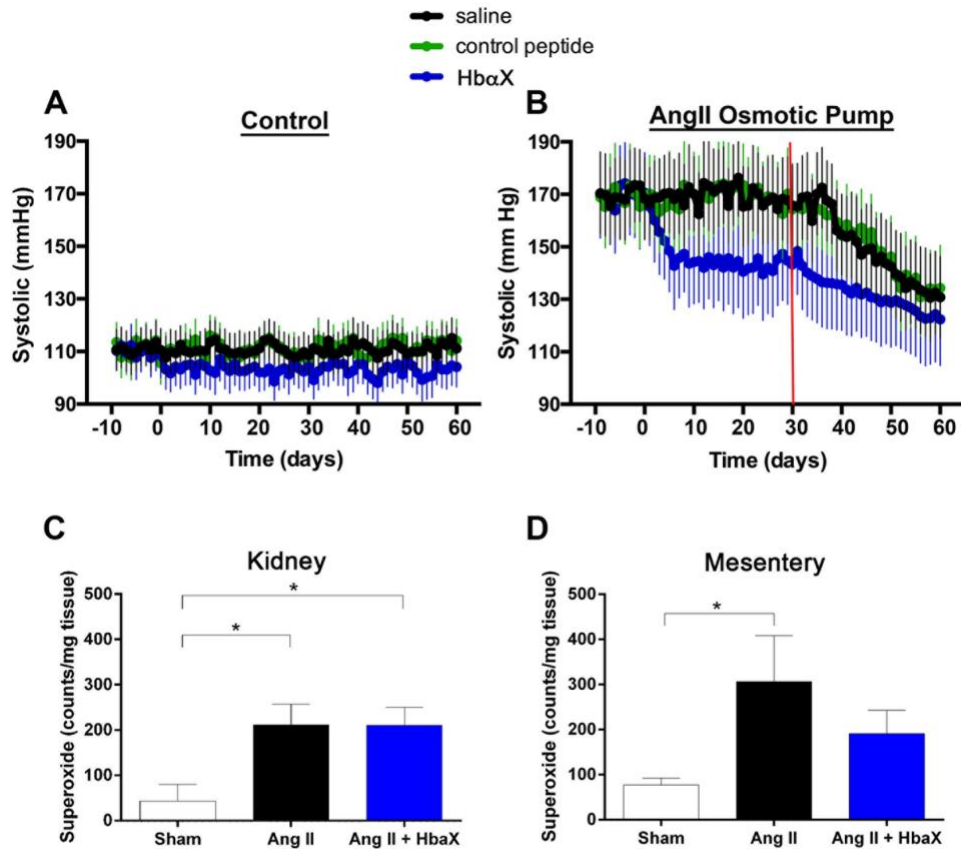 saline
control peptide
HbαX
A
Control
Systolic (mmHg)
190
170
150
130
110
90
-10 0 10 20 30 40 50 60
Time (days)
B
AngII Osmotic Pump
Systolic (mm Hg)
190
170
150
130
110
90
-10 0 10 20 30 40 50 60
Time (days)
C
Kidney
Superoxide (counts/mg tissue)
500
400
300
200
100
0
*
*
Sham Ang II Ang II + HbaX
D
Mesentery
Superoxide (counts/mg tissue)
500
400
300
200
100
0
*
Sham Ang II Ang II + HbaX